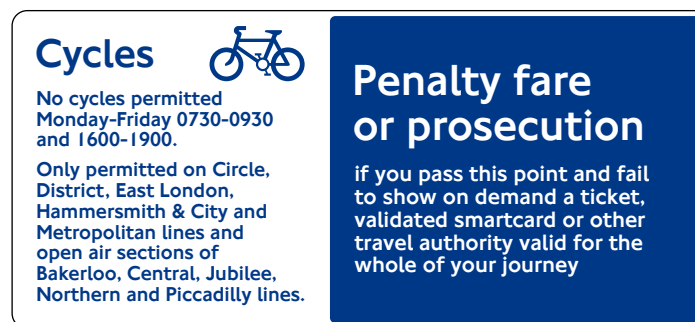 Cycles
No cycles permitted
Monday-Friday 0730-0930
and 1600-1900.
Only permitted on Circle,
District, East London,
Hammersmith & City and
Metropolitan lines and
open air sections of
Bakerloo, Central, Jubilee,
Northern and Piccadilly lines.
Penalty fare
or prosecution
if you pass this point and fail
to show on demand a ticket,
validated smartcard or other
travel authority valid for the
whole of your journey